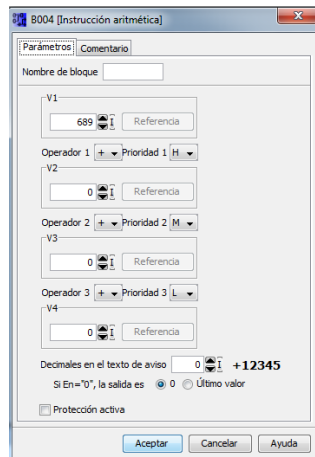 B004 [Instrucción aritmética]
Parámetros Comentario
Nombre de bloque
V1
689 Referencia
Operador 1 + Prioridad 1 H
V2
0 Referencia
Operador 2 + Prioridad 2 M
V3
0 Referencia
Operador 3 + Prioridad 3 L
V4
0 Referencia
Decimales en el texto de aviso 0 +12345
Si En="0", la salida es 0 Último valor
Protección activa
Aceptar Cancelar Ayuda